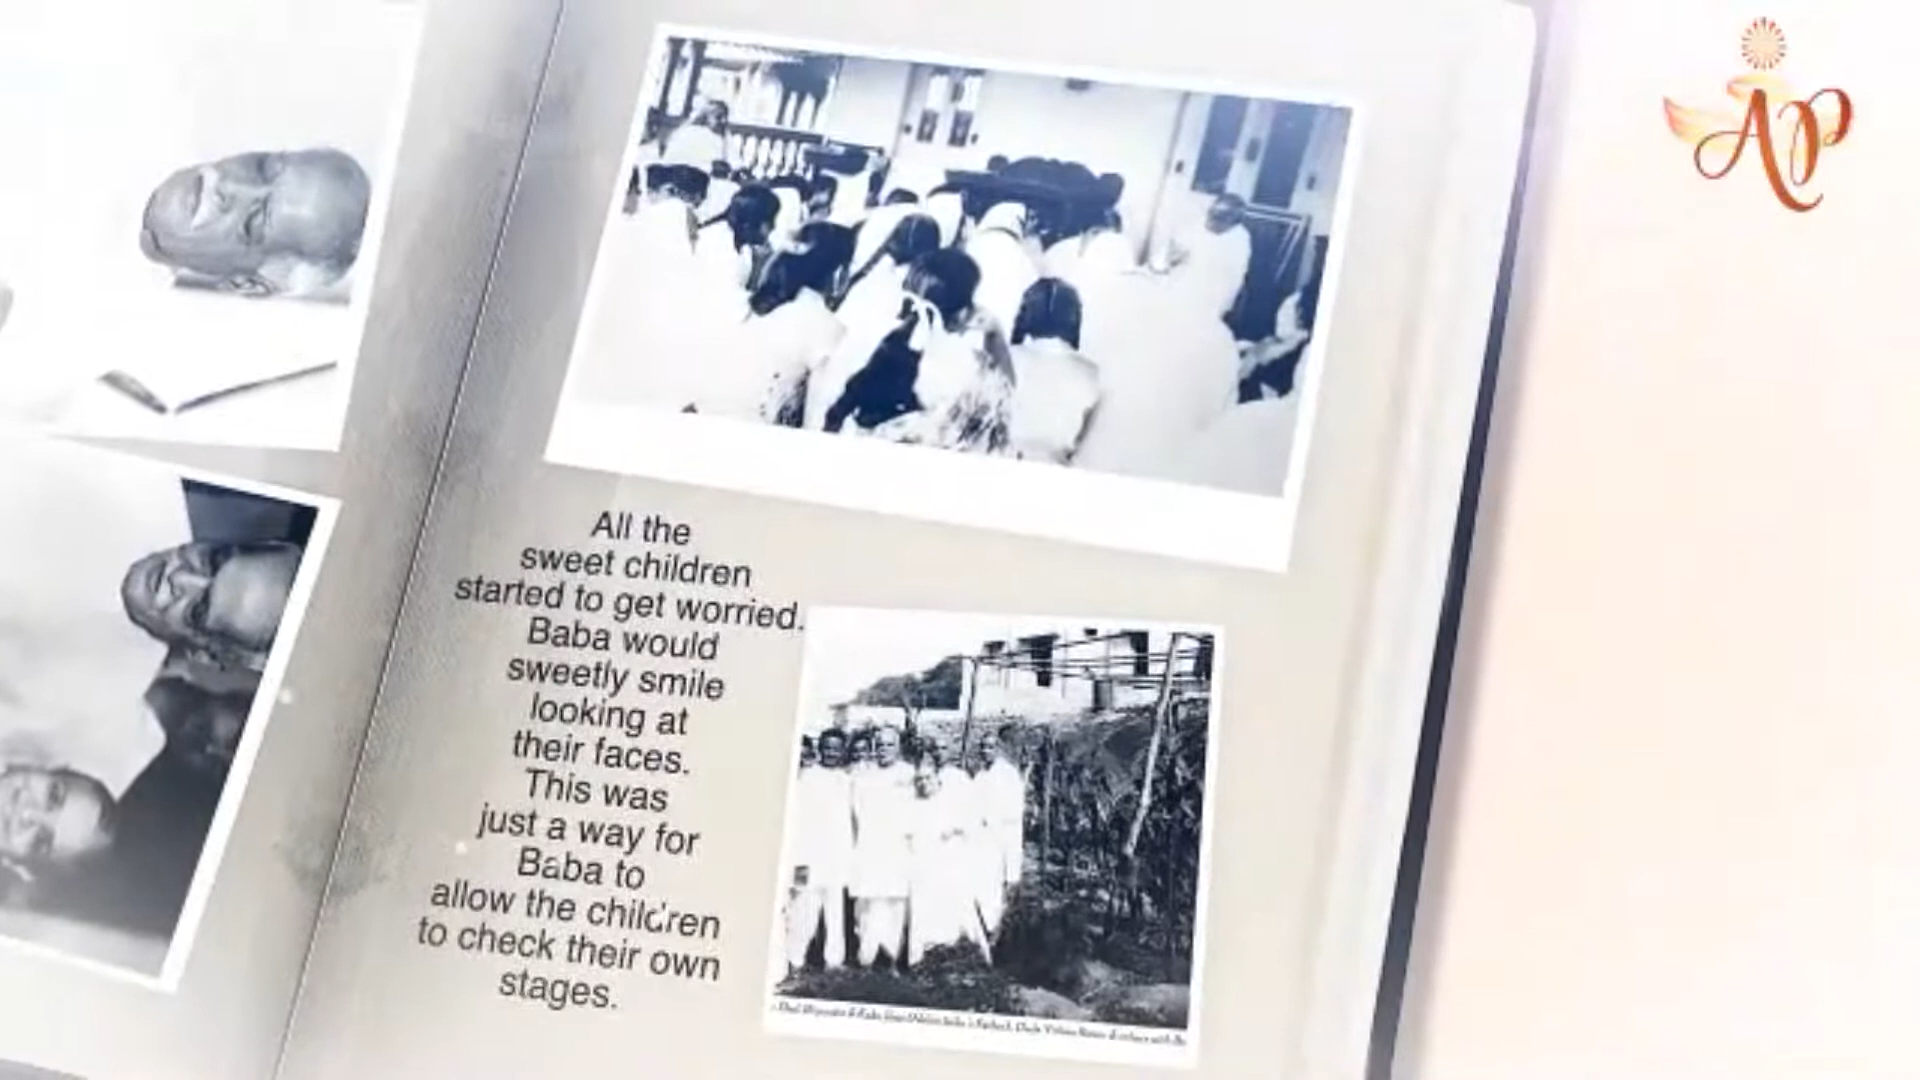 AP
All the
sweet children
started to get worried.
Baba would
sweetly smile
looking at
their faces.
This was
just a way for
Baba to
allow the children
to check their own
stages.